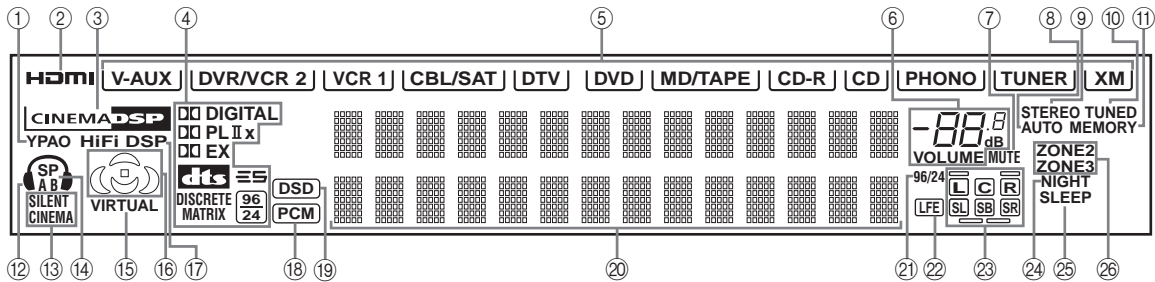 ① ② ③ ④ ⑤ ⑥ ⑦ ⑧ ⑨ ⑩ ⑪
HDMI V-AUX DVR/VCR 2 VCR 1 CBL/SAT DTV DVD MD/TAPE CD-R CD PHONO TUNER XM
CINEMA DSP
YPAO HiFi DSP
SP
A B
SILENT
CINEMA
VIRTUAL
DIGITAL
PL II x
EX
dts ES
DISCRETE
MATRIX
96
24
DSD
PCM
-88.8
dB
VOLUME MUTE
STEREO TUNED
AUTO MEMORY
96/24
LFE
L C R
SL SB SR
ZONE2
ZONE3
NIGHT
SLEEP
⑫ ⑬ ⑭ ⑮ ⑯ ⑰ ⑱ ⑲ ⑳ ㉑ ㉒ ㉓ ㉔ ㉕ ㉖